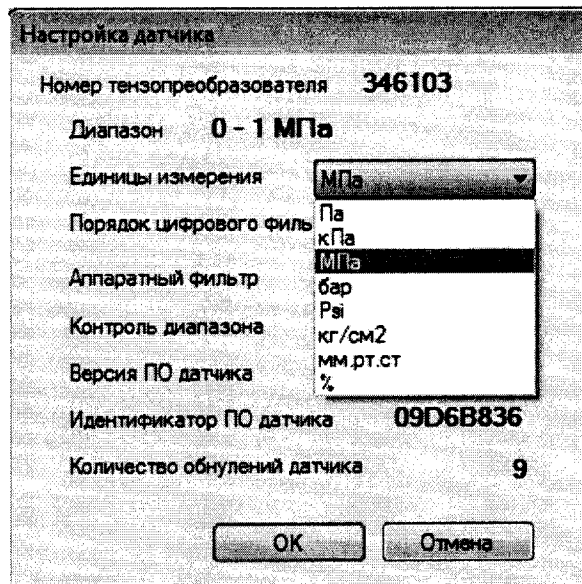 Настройка датчика
Номер тензопреобразователя 346103
Диапазон 0 - 1 МПа
Единицы измерения МПа
Па
Порядок цифрового филь
кПа
МПа
Аппаратный фильтр
бар
Psi
Контроль диапазона
кг/см2
мм.рт.ст
Версия ПО датчика
%
Идентификатор ПО датчика 09D6B836
Количество обнулений датчика 9
ОК Отмена